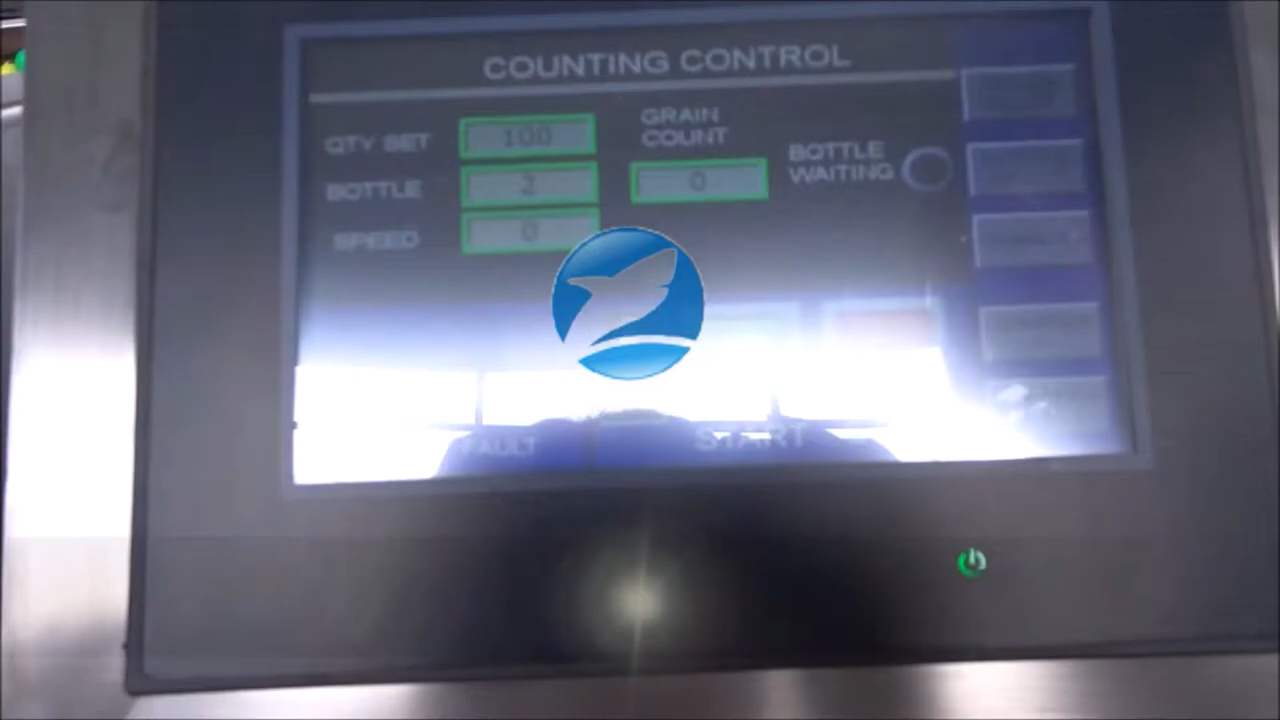 COUNTING CONTROL
QTY SET 100
GRAIN
COUNT
BOTTLE 2
0
BOTTLE
WAITING
SPEED 0
FAULT
START